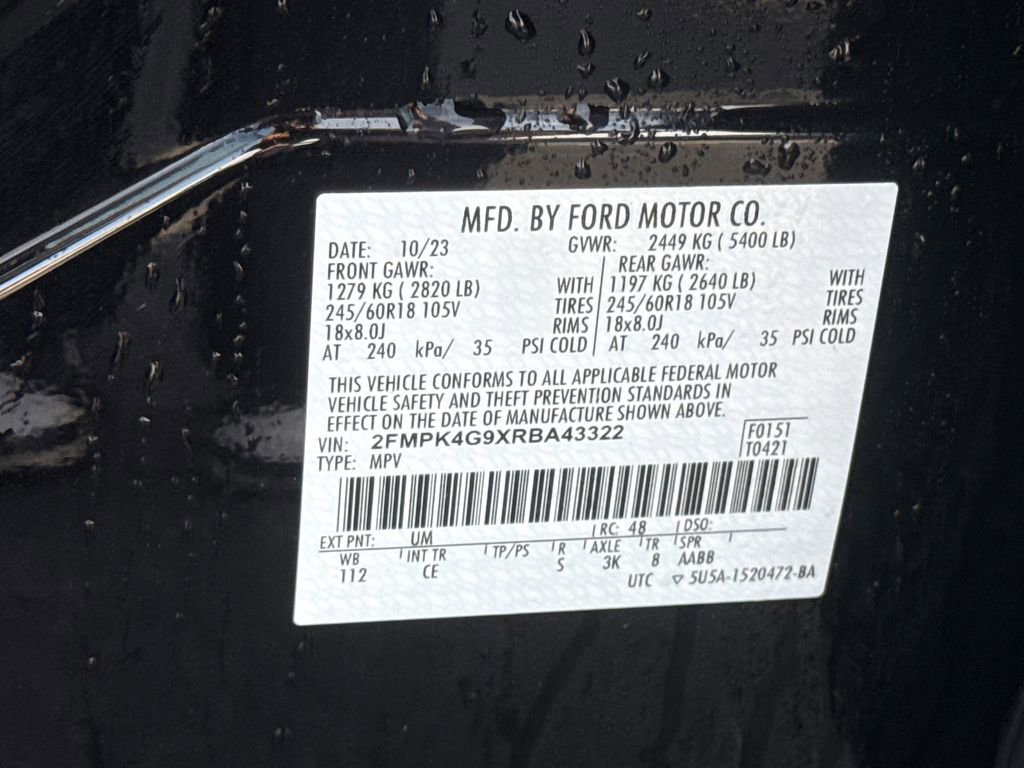 MFD. BY FORD MOTOR CO.
DATE: 10/23 GVWR: 2449 KG ( 5400 LB)
FRONT GAWR: REAR GAWR:
1279 KG ( 2820 LB) WITH 1197 KG ( 2640 LB) WITH
245/60R18 105V TIRES 245/60R18 105V TIRES
18x8.0J RIMS 18x8.0J RIMS
AT 240 kPa/ 35 PSI COLD AT 240 kPa/ 35 PSI COLD
THIS VEHICLE CONFORMS TO ALL APPLICABLE FEDERAL MOTOR
VEHICLE SAFETY AND THEFT PREVENTION STANDARDS IN
EFFECT ON THE DATE OF MANUFACTURE SHOWN ABOVE.
VIN: 2FMPK4G9XRBA43322 F0151
TYPE: MPV T0421
EXT PNT: UM RC: 48 DSO:
WB INT TR TP/PS R AXLE TR SPR
112 CE S 3K 8 AABB
UTC ▽ 5U5A-1520472-BA